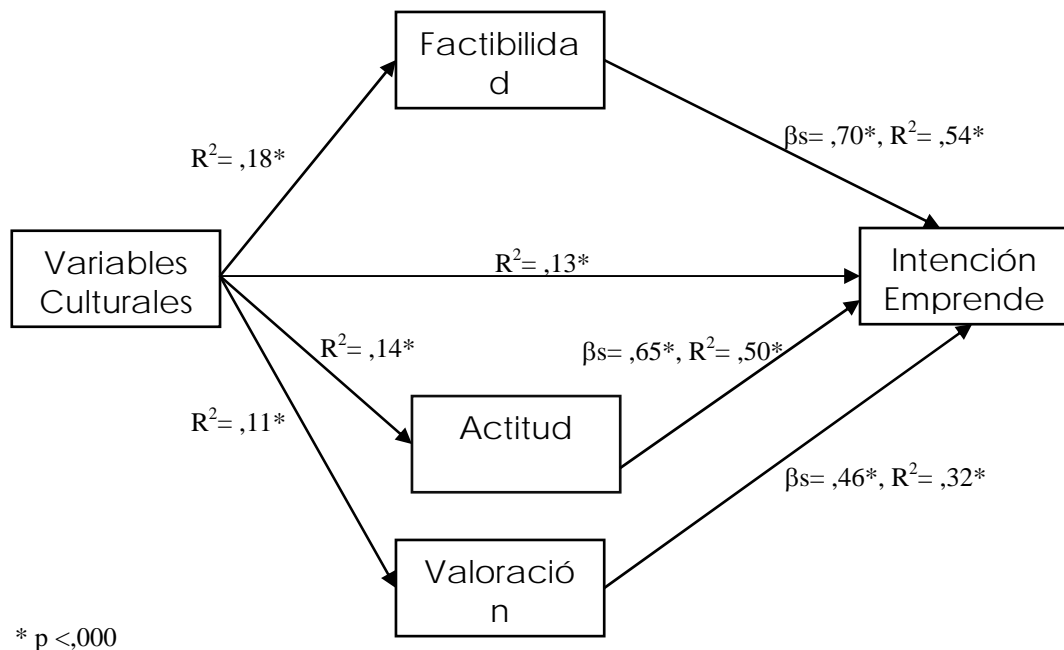 Factibilida
d
βs= ,70*, R²= ,54*
R²= ,18*
Variables
Culturales
R²= ,13*
Intención
Emprende
R²= ,14*
βs= ,65*, R²= ,50*
R²= ,11*
Actitud
βs= ,46*, R²= ,32*
Valoració
n
* p <,000